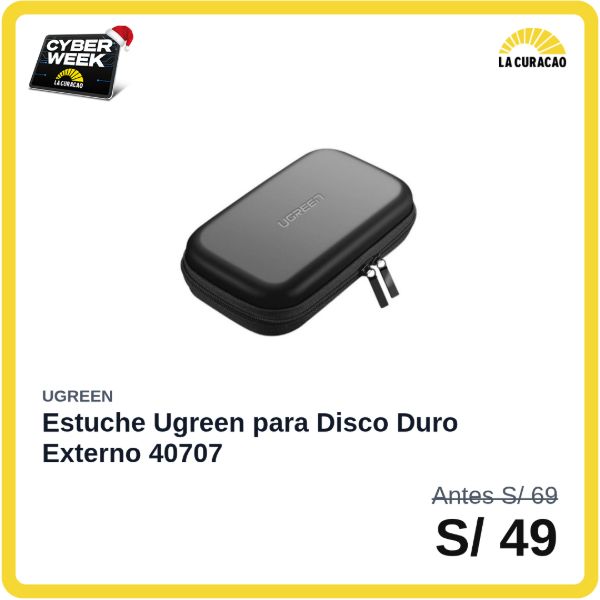 CYBER
WEEK
LA CURACAO
LA CURACAO
UGREEN
UGREEN
Estuche Ugreen para Disco Duro
Externo 40707
Antes S/ 69
S/ 49